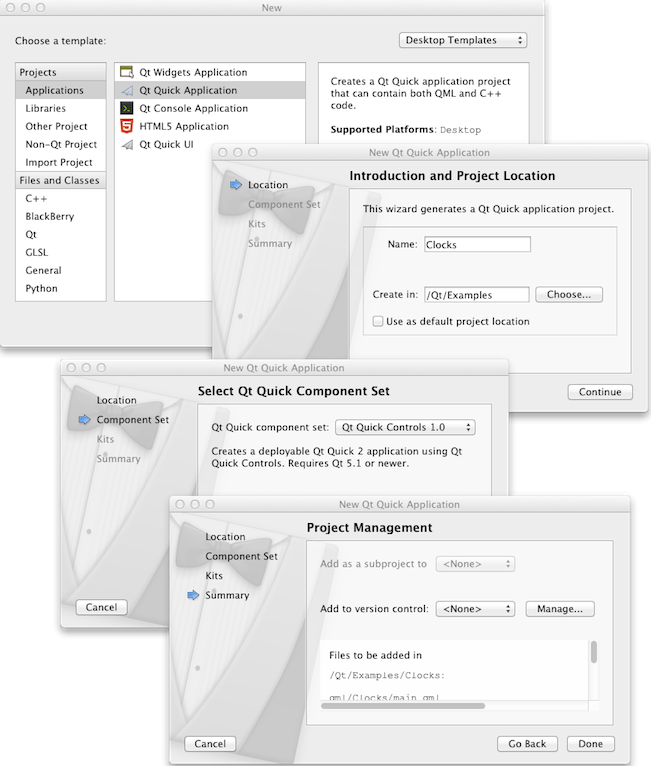 New
Choose a template:
Desktop Templates
Projects
Applications
Libraries
Other Project
Non-Qt Project
Import Project
Files and Classes
C++
BlackBerry
Qt
GLSL
General
Python
Qt Widgets Application
Qt Quick Application
Qt Console Application
HTML5 Application
Qt Quick UI
Creates a Qt Quick application project
that can contain both QML and C++
code.
Supported Platforms: Desktop
New Qt Quick Application
Location
Component Set
Kits
Summary
Introduction and Project Location
This wizard generates a Qt Quick application project.
Name: Clocks
Create in: /Qt/Examples Choose...
Use as default project location
Continue
New Qt Quick Application
Location
Component Set
Kits
Summary
Select Qt Quick Component Set
Qt Quick component set: Qt Quick Controls 1.0
Creates a deployable Qt Quick 2 application using Qt
Quick Controls. Requires Qt 5.1 or newer.
Cancel
New Qt Quick Application
Location
Component Set
Kits
Summary
Project Management
Add as a subproject to <None>
Add to version control: <None> Manage...
Files to be added in
/Qt/Examples/Clocks:
qml/Clocks/main.qml
Cancel Go Back Done